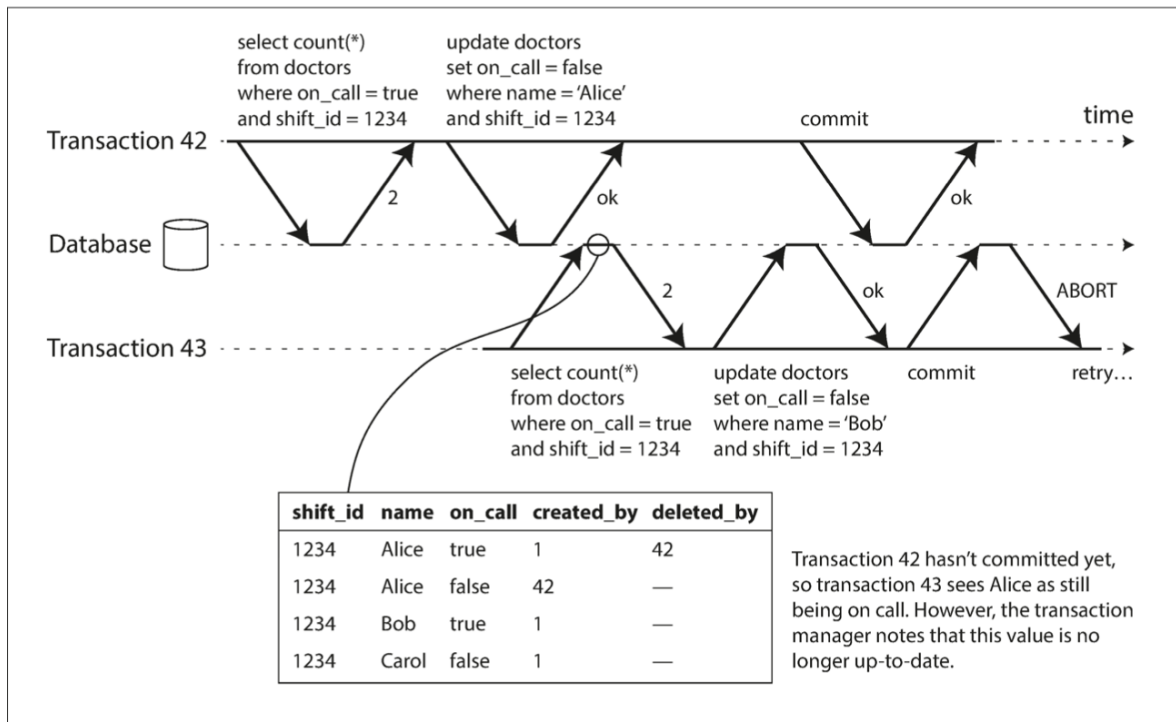 select count(*)
from doctors
where on_call = true
and shift_id = 1234
update doctors
set on_call = false
where name = ‘Alice’
and shift_id = 1234
commit
time
Transaction 42
2
ok
ok
Database
2
ok
ABORT
Transaction 43
select count(*)
from doctors
where on_call = true
and shift_id = 1234
update doctors
set on_call = false
where name = ‘Bob’
and shift_id = 1234
commit
retry…
shift_id name on_call created_by deleted_by
1234 Alice true 1 42
1234 Alice false 42 —
1234 Bob true 1 —
1234 Carol false 1 —
Transaction 42 hasn’t committed yet,
so transaction 43 sees Alice as still
being on call. However, the transaction
manager notes that this value is no
longer up-to-date.